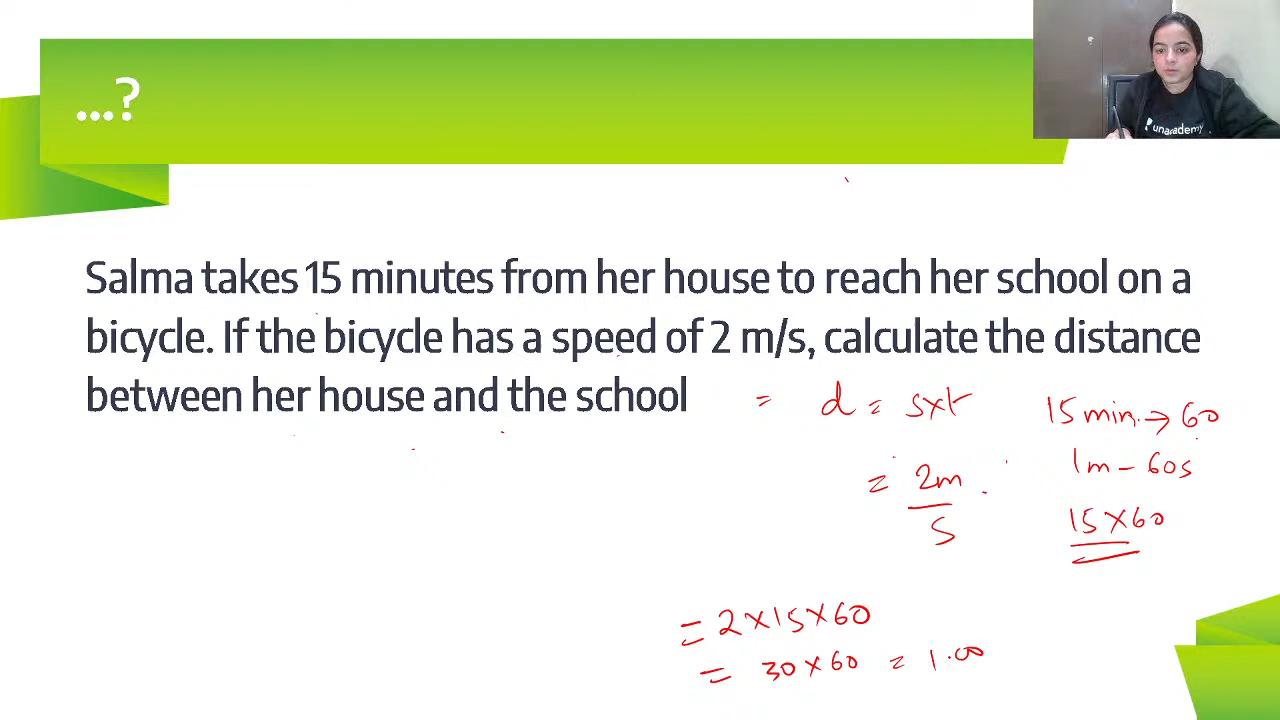 ...?
unacademy
Salma takes 15 minutes from her house to reach her school on a
bicycle. If the bicycle has a speed of 2 m/s, calculate the distance
between her house and the school
= d = s×t
= 2m
s
15 min. → 60
1m - 60s
15×60
= 2×15×60
= 30×60 = 1.00